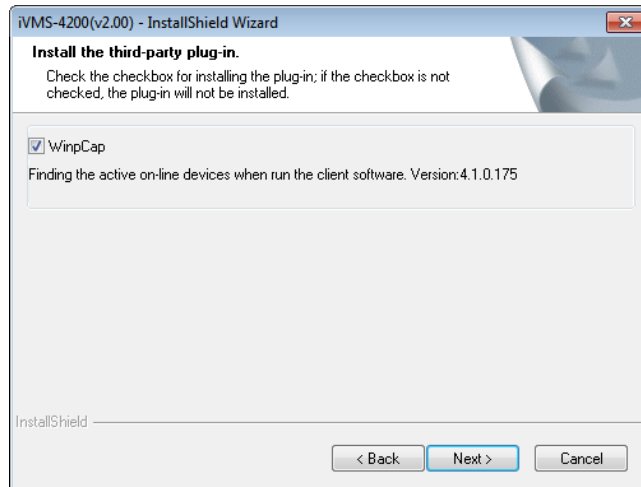 iVMS-4200(v2.00) - InstallShield Wizard
Install the third-party plug-in.
Check the checkbox for installing the plug-in; if the checkbox is not
checked, the plug-in will not be installed.
WinpCap
Finding the active on-line devices when run the client software. Version:4.1.0.175
InstallShield
< Back
Next >
Cancel